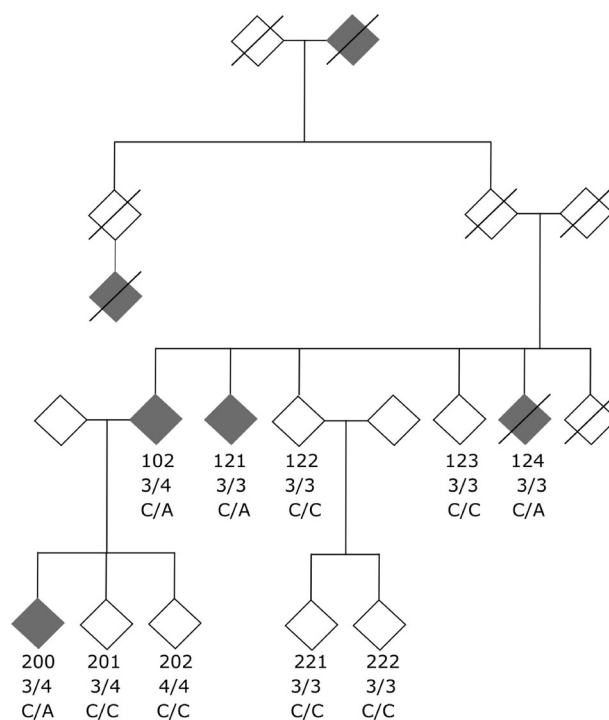 102 121 122 123 124
3/4 3/3 3/3 3/3 3/3
C/A C/A C/C C/C C/A
200 201 202 221 222
3/4 3/4 4/4 3/3 3/3
C/A C/C C/C C/C C/C